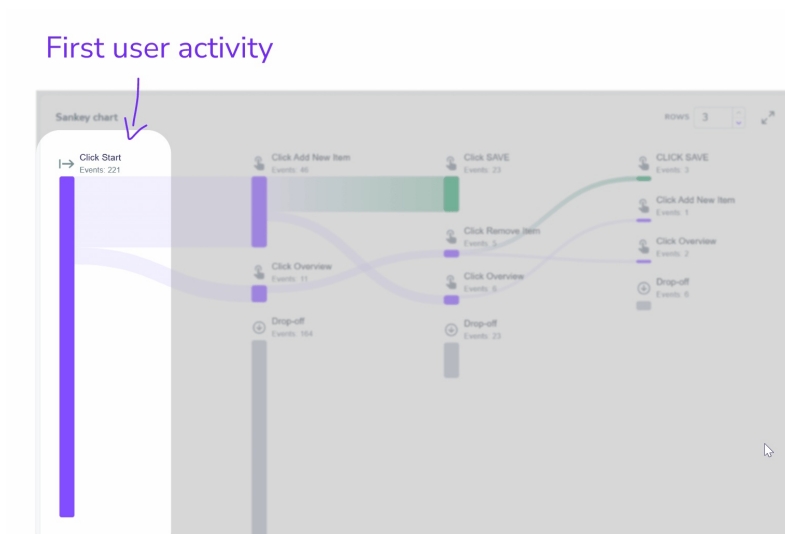 First user activity
Sankey chart
ROWS 3
Click Start
Events: 221
Click Add New Item
Events: 46
Click SAVE
Events: 23
CLICK SAVE
Events: 3
Click Add New Item
Events: 1
Click Remove Item
Events: 5
Click Overview
Events: 2
Click Overview
Events: 11
Click Overview
Events: 6
Drop-off
Events: 6
Drop-off
Events: 164
Drop-off
Events: 23